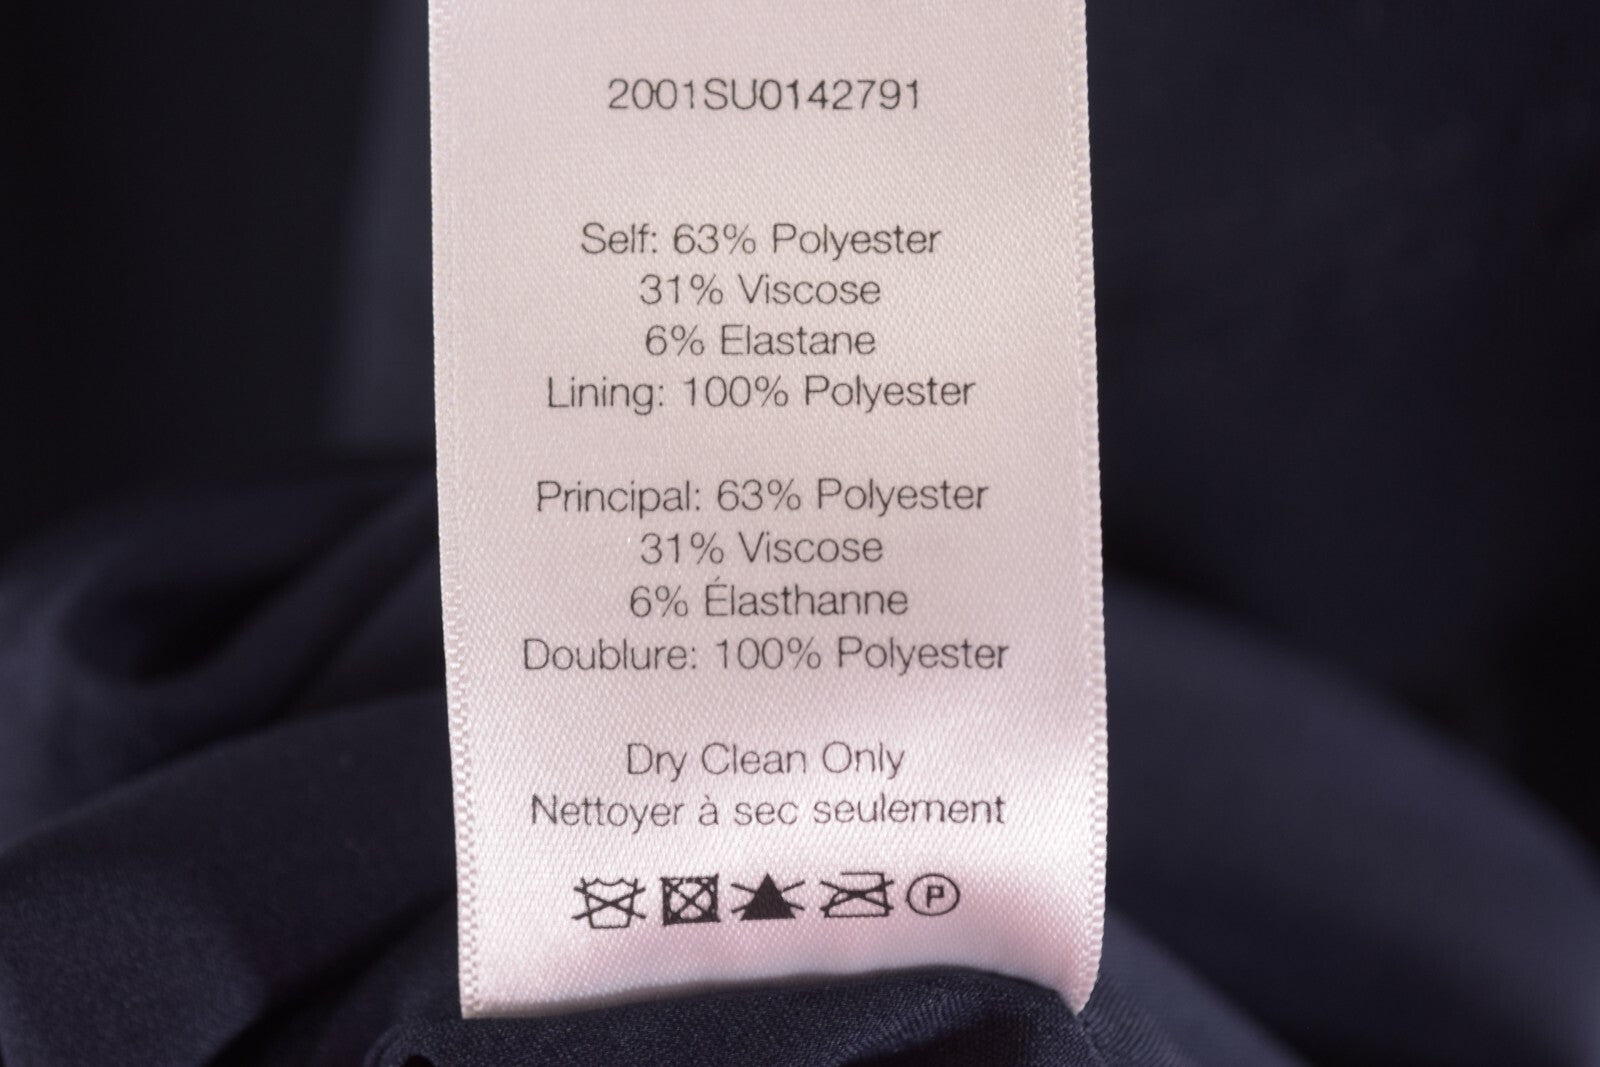 2001SU0142791
Self: 63% Polyester
31% Viscose
6% Elastane
Lining: 100% Polyester
Principal: 63% Polyester
31% Viscose
6% Élasthanne
Doublure: 100% Polyester
Dry Clean Only
Nettoyer à sec seulement
P